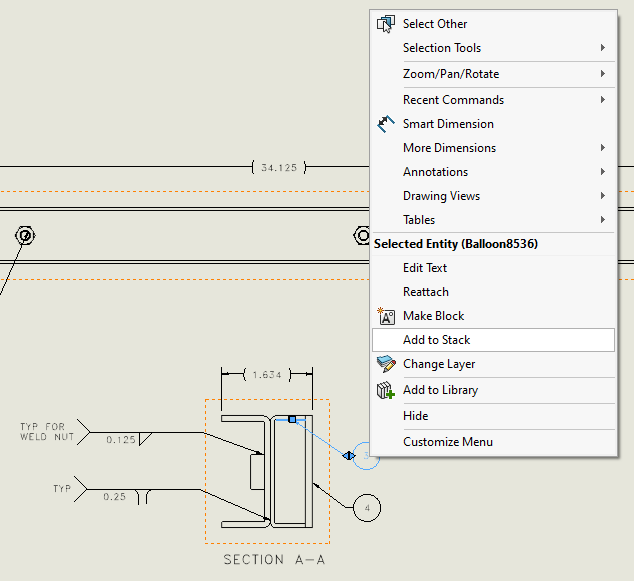 Select Other
Selection Tools
Zoom/Pan/Rotate
Recent Commands
Smart Dimension
More Dimensions
Annotations
Drawing Views
Tables
Selected Entity (Balloon8536)
Edit Text
Reattach
Make Block
Add to Stack
Change Layer
Add to Library
Hide
Customize Menu
34.125
1.634
TYP FOR
WELD NUT
0.125
TYP
0.25
3
4
SECTION A-A